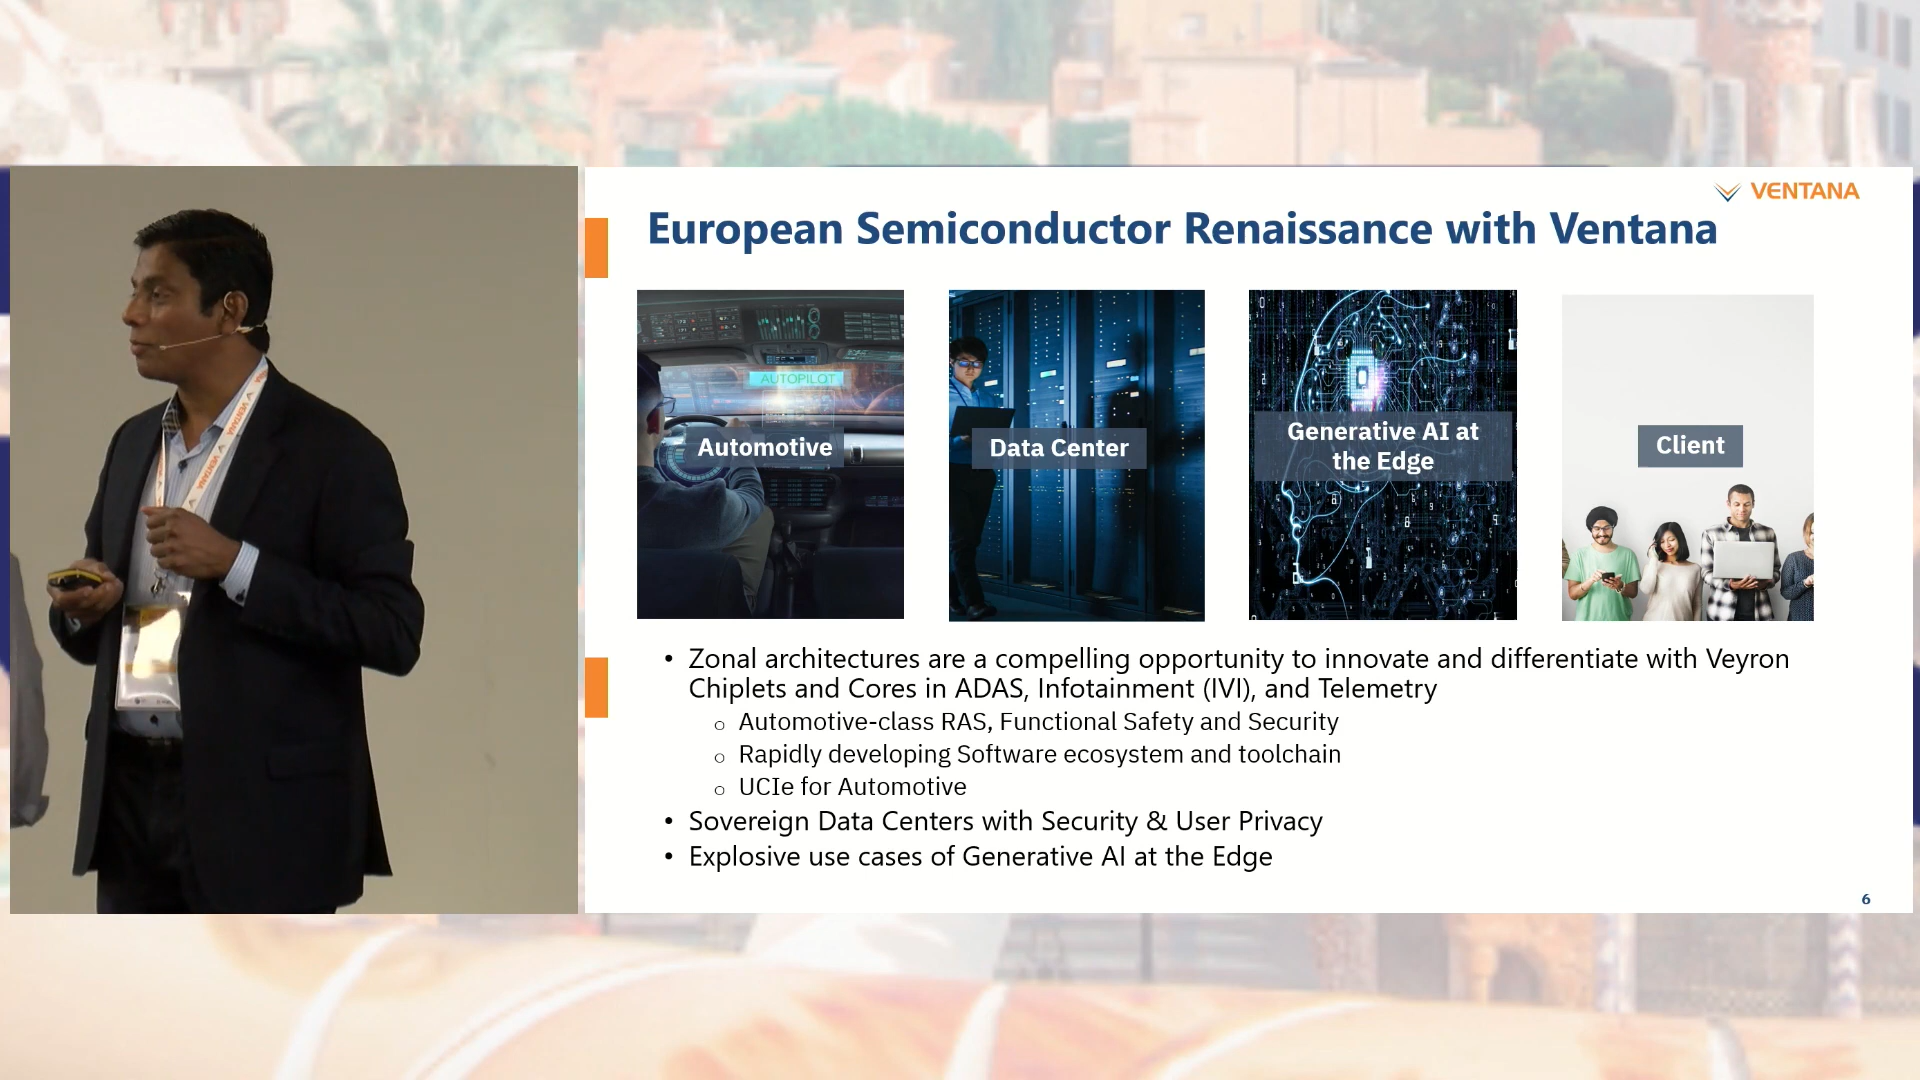 VENTANA
European Semiconductor Renaissance with Ventana
AUTOPILOT
Automotive
Data Center
Generative AI at
the Edge
Client
• Zonal architectures are a compelling opportunity to innovate and differentiate with Veyron
Chiplets and Cores in ADAS, Infotainment (IVI), and Telemetry
o Automotive-class RAS, Functional Safety and Security
o Rapidly developing Software ecosystem and toolchain
o UCIe for Automotive
• Sovereign Data Centers with Security & User Privacy
• Explosive use cases of Generative AI at the Edge
6
VENTANA
VENTANA